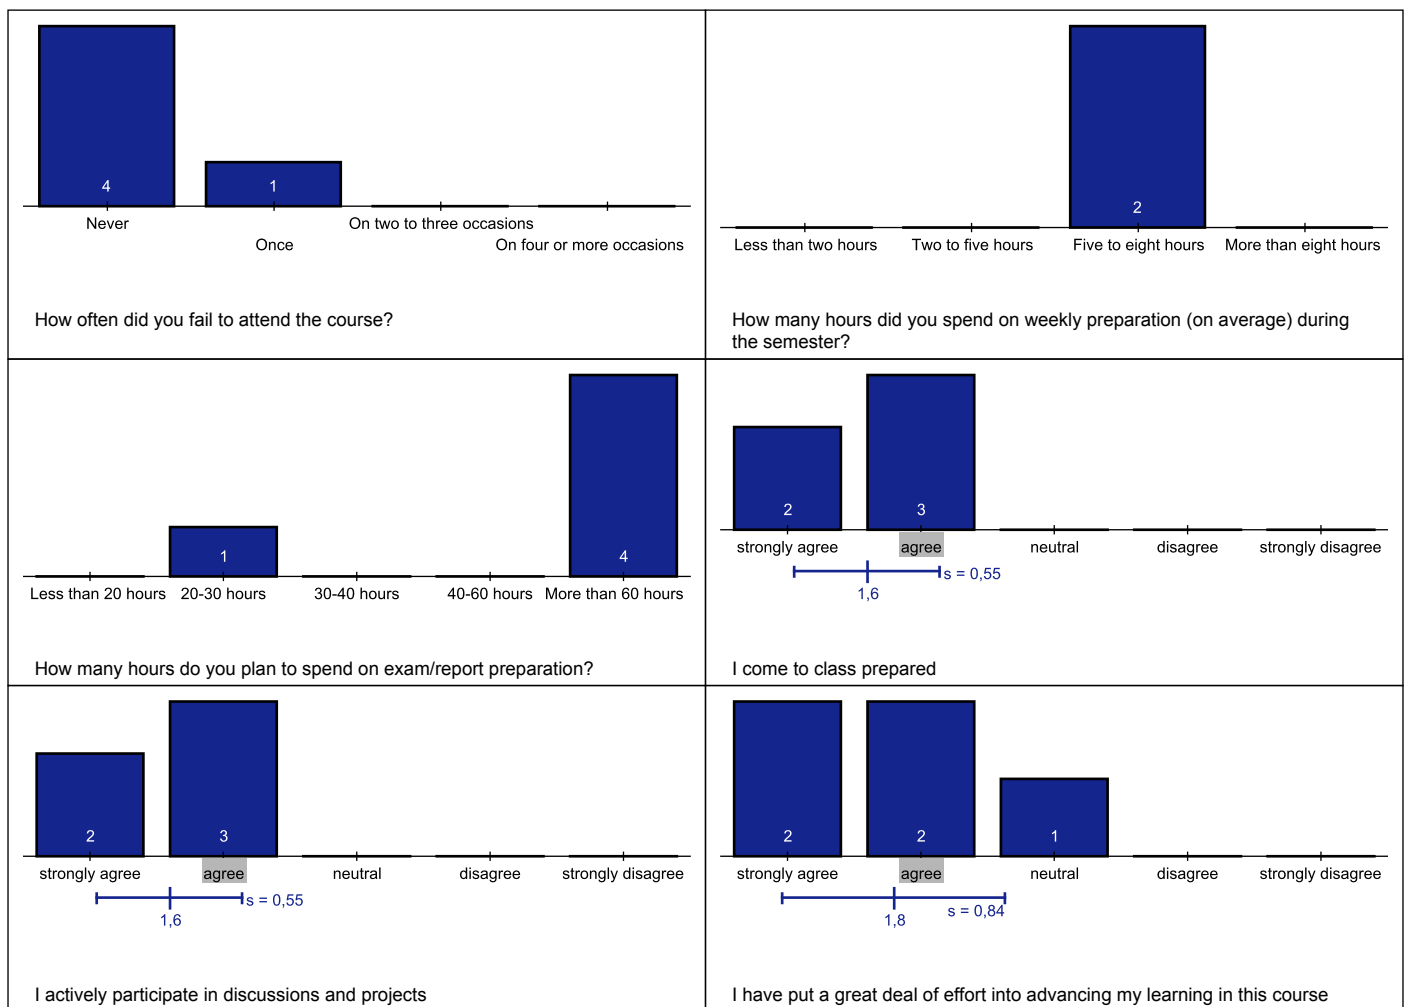 4
1
Never
Once
On two to three occasions
On four or more occasions
How often did you fail to attend the course?
2
Less than two hours
Two to five hours
Five to eight hours
More than eight hours
How many hours did you spend on weekly preparation (on average) during
the semester?
1
4
Less than 20 hours
20-30 hours
30-40 hours
40-60 hours
More than 60 hours
How many hours do you plan to spend on exam/report preparation?
2
3
strongly agree
agree
neutral
disagree
strongly disagree
s = 0,55
1,6
I come to class prepared
2
3
strongly agree
agree
neutral
disagree
strongly disagree
s = 0,55
1,6
I actively participate in discussions and projects
2
2
1
strongly agree
agree
neutral
disagree
strongly disagree
s = 0,84
1,8
I have put a great deal of effort into advancing my learning in this course